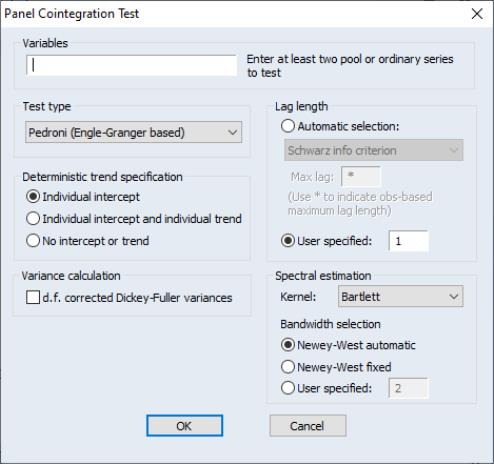 Panel Cointegration Test
Variables
Enter at least two pool or ordinary series
to test
Test type
Pedroni (Engle-Granger based)
Deterministic trend specification
Individual intercept
Individual intercept and individual trend
No intercept or trend
Variance calculation
d.f. corrected Dickey-Fuller variances
Lag length
Automatic selection:
Schwarz info criterion
Max lag: *
(Use * to indicate obs-based
maximum lag length)
User specified: 1
Spectral estimation
Kernel: Bartlett
Bandwidth selection
Newey-West automatic
Newey-West fixed
User specified: 2
OK
Cancel